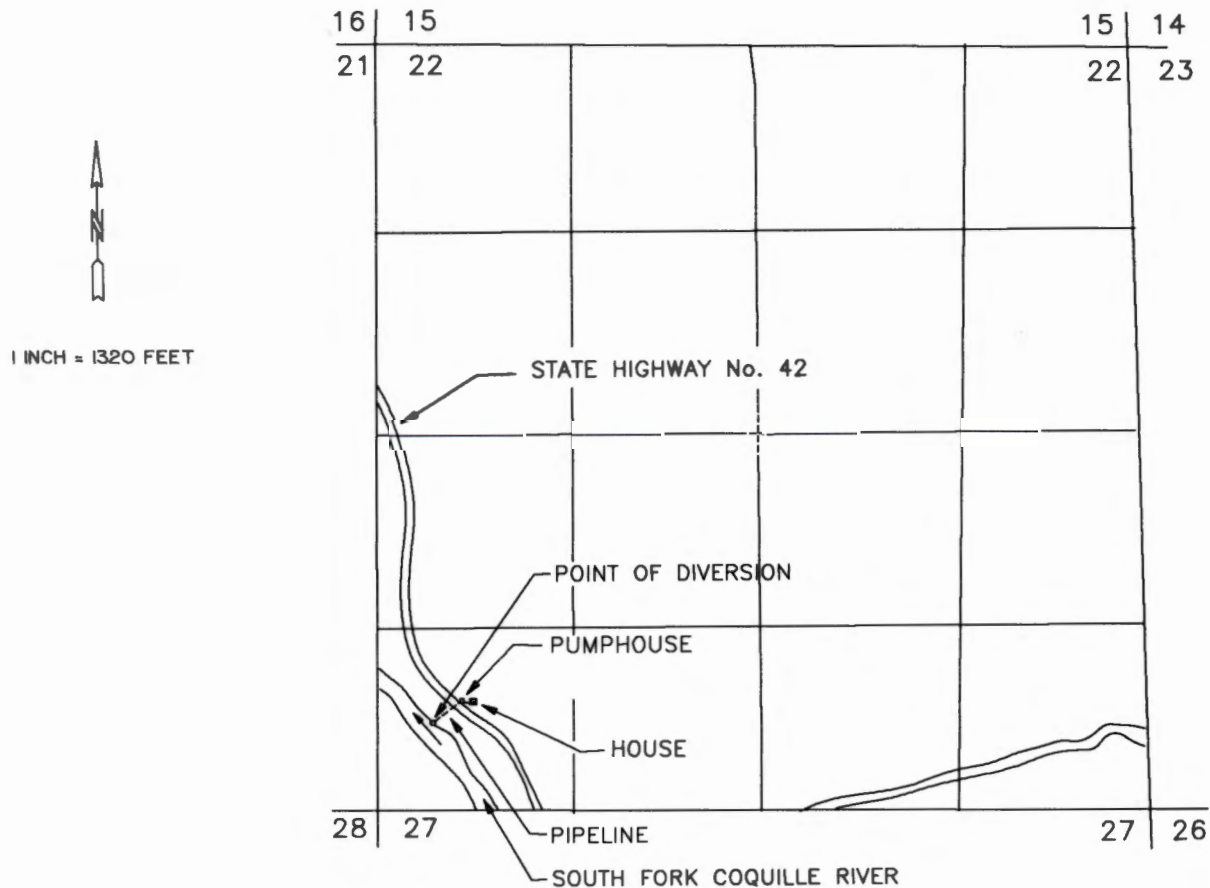 16 15
15 14
21 22
22 23
N
1 INCH = 1320 FEET
STATE HIGHWAY No. 42
POINT OF DIVERSION
PUMPHOUSE
HOUSE
28 27
27 26
PIPELINE
SOUTH FORK COQUILLE RIVER